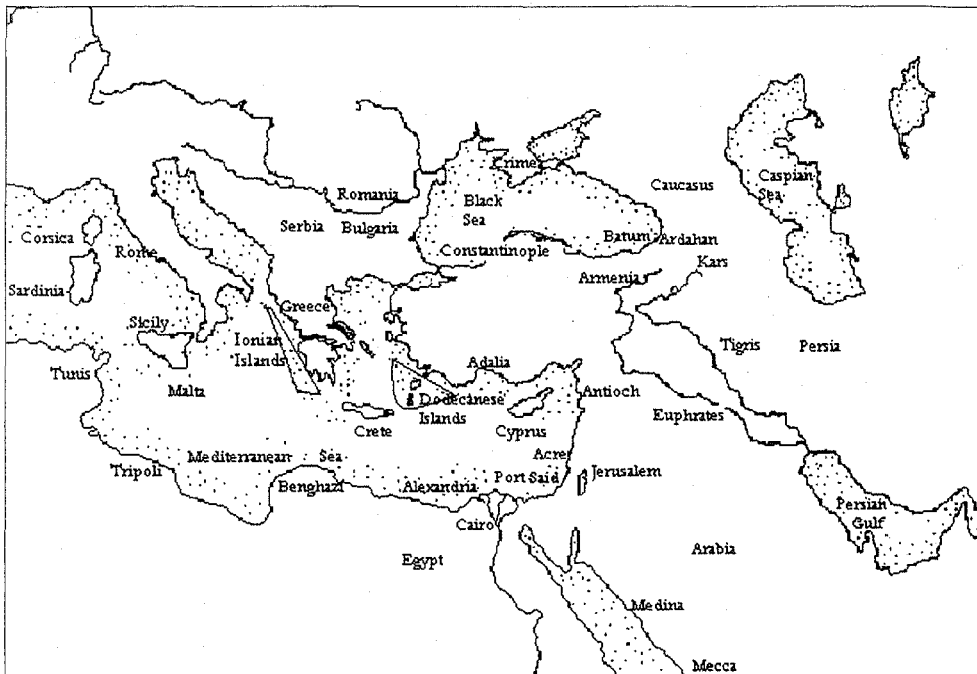 Crimea
Caucasus
Caspian
Sea
Romania
Black
Sea
Serbia
Bulgaria
Corsica
Rome
Constantinople
Batum
Ardahan
Kars
Armenia
Sardinia
Greece
Sicily
Ionian
Islands
Tigris
Persia
Adalia
Tunis
Malta
Antioch
Dodecanese
Islands
Euphrates
Crete
Cyprus
Acre
Mediterranean
Sea
Tripoli
Jerusalem
Port Said
Benghazi
Alexandria
Persian
Gulf
Cairo
Egypt
Arabia
Medina
Mecca